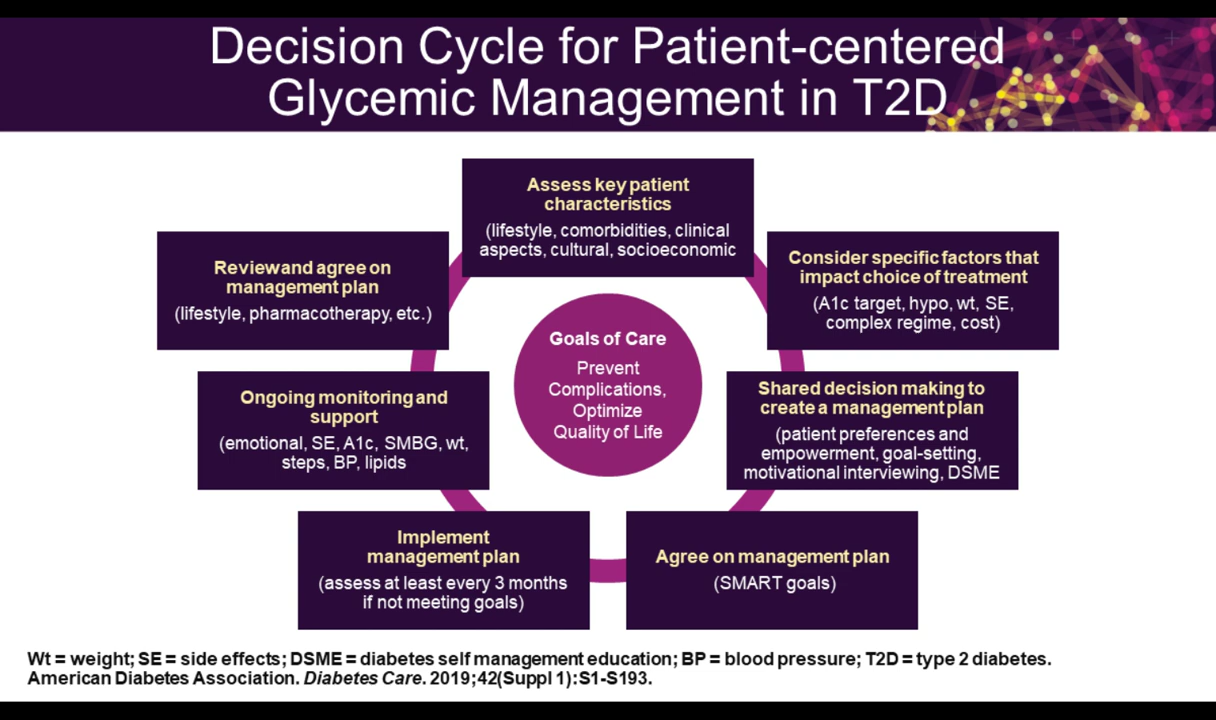 Decision Cycle for Patient-centered
Glycemic Management in T2D
Assess key patient
characteristics
(lifestyle, comorbidities, clinical
aspects, cultural, socioeconomic
Consider specific factors that
impact choice of treatment
(A1c target, hypo, wt, SE,
complex regime, cost)
Shared decision making to
create a management plan
(patient preferences and
empowerment, goal-setting,
motivational interviewing, DSME
Agree on management plan
(SMART goals)
Implement
management plan
(assess at least every 3 months
if not meeting goals)
Ongoing monitoring and
support
(emotional, SE, A1c, SMBG, wt,
steps, BP, lipids
Reviewand agree on
management plan
(lifestyle, pharmacotherapy, etc.)
Goals of Care
Prevent
Complications,
Optimize
Quality of Life
Wt = weight; SE = side effects; DSME = diabetes self management education; BP = blood pressure; T2D = type 2 diabetes.
American Diabetes Association. Diabetes Care. 2019;42(Suppl 1):S1-S193.